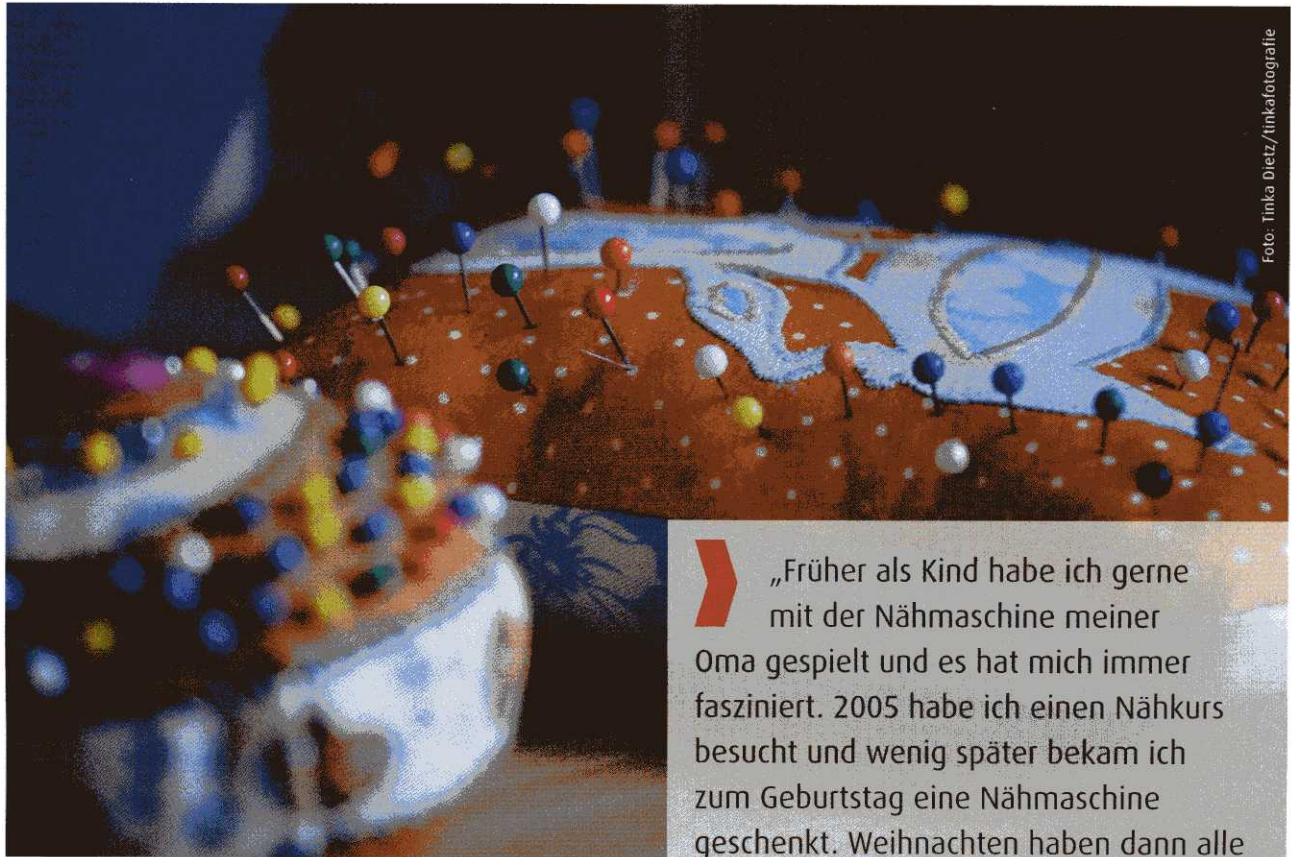 Foto: Tinka Dietz/tinkafotografie
„Früher als Kind habe ich gerne
mit der Nähmaschine meiner
Oma gespielt und es hat mich immer
fasziniert. 2005 habe ich einen Nähkurs
besucht und wenig später bekam ich
zum Geburtstag eine Nähmaschine
geschenkt. Weihnachten haben dann alle